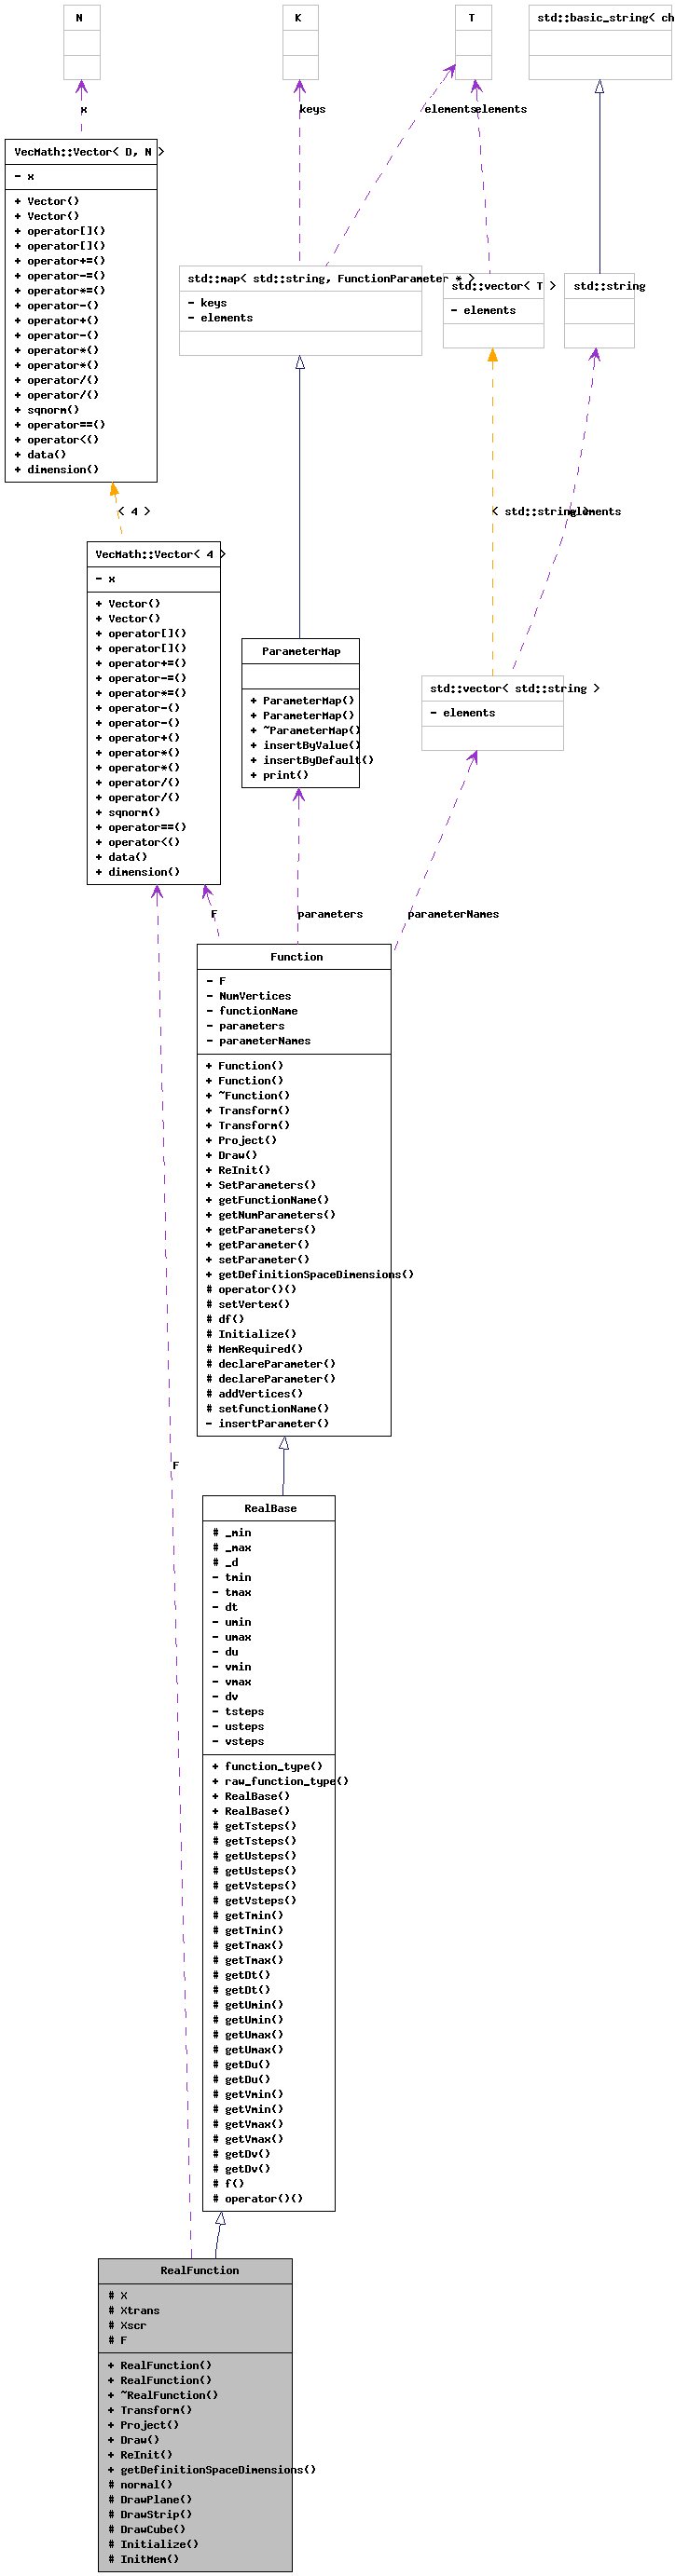 N
K
T
std::basic_string< ch
x
keys
elements
elements
VecMath::Vector< D, N >
- x
+ Vector()
+ Vector()
+ operator[]()
+ operator[]()
+ operator+=()
+ operator-=()
+ operator*=()
+ operator-()
+ operator+()
+ operator-()
+ operator*()
+ operator*()
+ operator/()
+ operator/()
+ sqnorm()
+ operator==()
+ operator<()
+ data()
+ dimension()
std::map< std::string, FunctionParameter * >
- keys
- elements
std::vector< T >
- elements
std::string
< 4 >
< std::string >
elements
VecMath::Vector< 4 >
- x
+ Vector()
+ Vector()
+ operator[]()
+ operator[]()
+ operator+=()
+ operator-=()
+ operator*=()
+ operator-()
+ operator-()
+ operator+()
+ operator*()
+ operator*()
+ operator/()
+ operator/()
+ sqnorm()
+ operator==()
+ operator<()
+ data()
+ dimension()
ParameterMap
+ ParameterMap()
+ ParameterMap()
+ ~ParameterMap()
+ insertByValue()
+ insertByDefault()
+ print()
std::vector< std::string >
- elements
F
parameters
parameterNames
Function
- F
- NumVertices
- functionName
- parameters
- parameterNames
+ Function()
+ Function()
+ ~Function()
+ Transform()
+ Transform()
+ Project()
+ Draw()
+ ReInit()
+ SetParameters()
+ getFunctionName()
+ getNumParameters()
+ getParameters()
+ getParameter()
+ setParameter()
+ getDefinitionSpaceDimensions()
# operator()()
# setVertex()
# df()
# Initialize()
# MemRequired()
# declareParameter()
# declareParameter()
# addVertices()
# setfunctionName()
- insertParameter()
F
RealBase
# _min
# _max
# _d
- tmin
- tmax
- dt
- umin
- umax
- du
- vmin
- vmax
- dv
- tsteps
- usteps
- vsteps
+ function_type()
+ raw_function_type()
+ RealBase()
+ RealBase()
# getTsteps()
# getTsteps()
# getUsteps()
# getUsteps()
# getVsteps()
# getVsteps()
# getTmin()
# getTmin()
# getTmax()
# getTmax()
# getDt()
# getDt()
# getUmin()
# getUmin()
# getUmax()
# getUmax()
# getDu()
# getDu()
# getVmin()
# getVmin()
# getVmax()
# getVmax()
# getDv()
# getDv()
# f()
# operator()()
RealFunction
# X
# Xtrans
# Xscr
# F
+ RealFunction()
+ RealFunction()
+ ~RealFunction()
+ Transform()
+ Project()
+ Draw()
+ ReInit()
+ getDefinitionSpaceDimensions()
# normal()
# DrawPlane()
# DrawStrip()
# DrawCube()
# Initialize()
# InitMem()